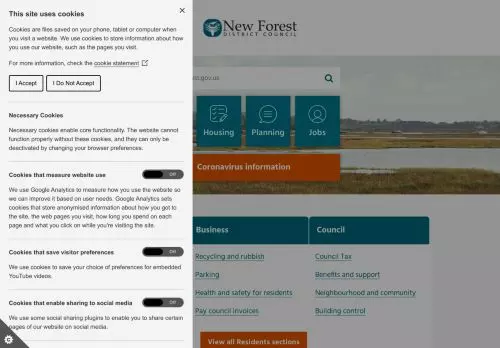 This site uses cookies
Cookies are files saved on your phone, tablet or computer when
you visit a website. We use cookies to store information about
how you use our website, such as the pages you visit.
For more information, check the cookie statement
I Accept
I Do Not Accept
Necessary Cookies
Necessary cookies enable core functionality. The website cannot
function properly without these cookies, and they can only be
deactivated by changing your browser preferences.
Cookies that measure website use
Off
We use Google Analytics to measure how you use the website so
we can improve it based on user needs. Google Analytics sets
cookies that store anonymised information about how you got to
the site, the web pages you visit, how long you spend on each
page and what you click on while you're visiting the site.
Cookies that save visitor preferences
Off
We use cookies to save your choice of preferences for embedded
YouTube videos.
Cookies that enable sharing to social media
Off
We use some social sharing plugins to enable you to share certain
pages of our website on social media.
New Forest
DISTRICT COUNCIL
st.gov.uk
Housing
Planning
Jobs
Coronavirus information
Business
Council
Recycling and rubbish
Council Tax
Parking
Benefits and support
Health and safety for residents
Neighbourhood and community
Pay council invoices
Building control
View all Residents sections